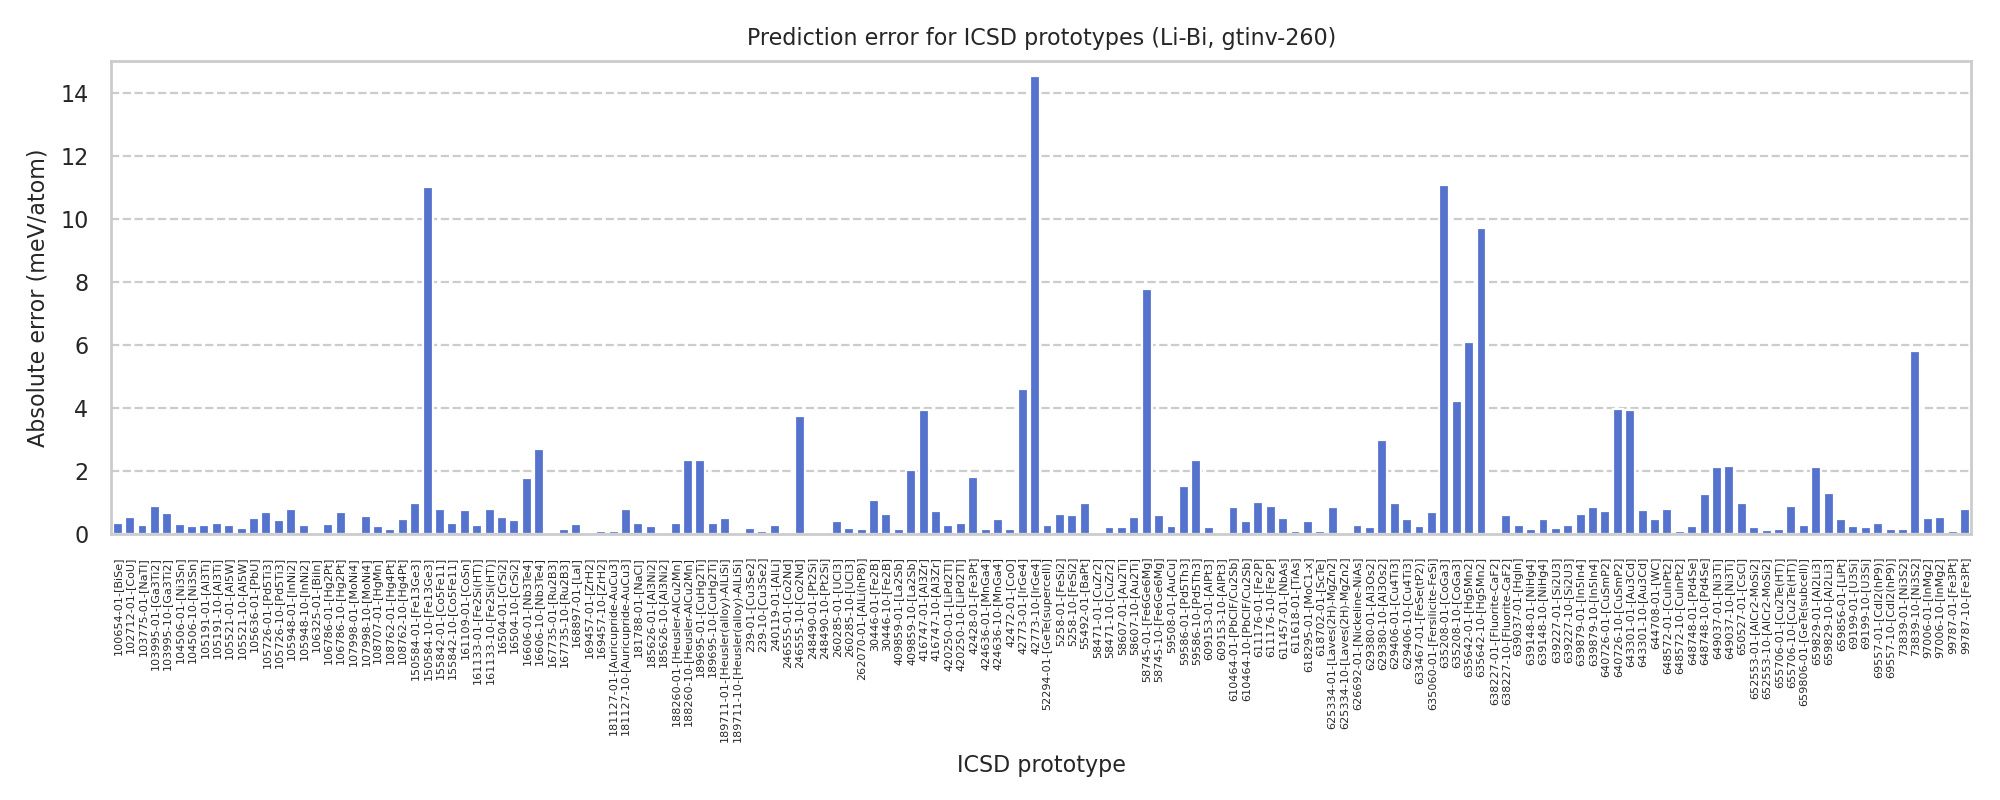 Prediction error for ICSD prototypes (Li-Bi, gtinv-260)
Absolute error (meV/atom)
14
12
10
8
6
4
2
0
100654-01-[BiSe]
102712-01-[CoU]
103775-01-[NaTl]
103995-01-[Ga3Ti2]
103995-10-[Ga3Ti2]
104506-01-[Ni3Sn]
104506-10-[Ni3Sn]
105191-01-[Al3Ti]
105191-10-[Al3Ti]
105521-01-[Al5W]
105521-10-[Al5W]
105636-01-[PbU]
105726-01-[Pd5Ti3]
105726-10-[Pd5Ti3]
105948-01-[InNi2]
105948-10-[InNi2]
106325-01-[BiIn]
106786-01-[Hg2Pt]
106786-10-[Hg2Pt]
107998-01-[MoNi4]
107998-10-[MoNi4]
108707-01-[HgMn]
108762-01-[Hg4Pt]
108762-10-[Hg4Pt]
150584-01-[Fe13Ge3]
150584-10-[Fe13Ge3]
155842-01-[Co5Fe11]
155842-10-[Co5Fe11]
161109-01-[CoSn]
161133-01-[Fe2Si(HT)]
161133-10-[Fe2Si(HT)]
16504-01-[CrSi2]
16504-10-[CrSi2]
16606-01-[Nb3Te4]
16606-10-[Nb3Te4]
167735-01-[Ru2B3]
167735-10-[Ru2B3]
168897-01-[LaI]
169457-01-[ZrH2]
169457-10-[ZrH2]
181127-01-[Auricupride-AuCu3]
181127-10-[Auricupride-AuCu3]
181788-01-[NaCl]
185626-01-[Al3Ni2]
185626-10-[Al3Ni2]
188260-01-[Heusler-AlCu2Mn]
188260-10-[Heusler-AlCu2Mn]
189695-01-[CuHg2Ti]
189695-10-[CuHg2Ti]
189711-01-[Heusler(alloy)-AlLiSi]
189711-10-[Heusler(alloy)-AlLiSi]
239-01-[Cu3Se2]
239-10-[Cu3Se2]
240119-01-[AlLi]
246555-01-[Co2Nd]
246555-10-[Co2Nd]
248490-01-[Pt2Si]
248490-10-[Pt2Si]
260285-01-[UCl3]
260285-10-[UCl3]
262070-01-[AlLi(hP8)]
30446-01-[Fe2B]
30446-10-[Fe2B]
409859-01-[La2Sb]
409859-10-[La2Sb]
416747-01-[Al3Zr]
416747-10-[Al3Zr]
420250-01-[LiPd2Tl]
420250-10-[LiPd2Tl]
42428-01-[Fe3Pt]
424636-01-[MnGa4]
424636-10-[MnGa4]
42472-01-[CoO]
42773-01-[IrGe4]
42773-10-[IrGe4]
52294-01-[GeTe(supercell)]
5258-01-[FeSi2]
5258-10-[FeSi2]
55492-01-[BaPt]
58471-01-[CuZr2]
58471-10-[CuZr2]
58607-01-[Au2Ti]
58607-10-[Au2Ti]
58745-01-[Fe6Ge6Mg]
58745-10-[Fe6Ge6Mg]
59508-01-[AuCu]
59586-01-[Pd5Th3]
59586-10-[Pd5Th3]
609153-01-[AlPt3]
609153-10-[AlPt3]
610464-01-[PbClF/Cu2Sb]
610464-10-[PbClF/Cu2Sb]
611176-01-[Fe2P]
611176-10-[Fe2P]
611457-01-[NbAs]
611618-01-[TiAs]
618295-01-[MoC1-x]
618702-01-[ScTe]
625334-01-[Laves(2H)-MgZn2]
625334-10-[Laves(2H)-MgZn2]
626692-01-[Nickeline-NiAs]
629380-01-[Al3Os2]
629380-10-[Al3Os2]
629406-01-[Cu4Ti3]
629406-10-[Cu4Ti3]
633467-01-[FeSe(tP2)]
635060-01-[Fersilicite-FeSi]
635208-01-[CoGa3]
635208-10-[CoGa3]
635642-01-[Hg5Mn2]
635642-10-[Hg5Mn2]
638227-01-[Fluorite-CaF2]
638227-10-[Fluorite-CaF2]
639037-01-[HgIn]
639148-01-[NiHg4]
639148-10-[NiHg4]
639227-01-[Si2U3]
639227-10-[Si2U3]
639879-01-[In5In4]
639879-10-[In5In4]
640726-01-[CuSmP2]
640726-10-[CuSmP2]
643301-01-[Au3Cd]
643301-10-[Au3Cd]
644708-01-[WC]
648572-01-[CuInPt2]
648572-10-[CuInPt2]
648748-01-[Pd4Se]
648748-10-[Pd4Se]
649037-01-[Ni3Ti]
649037-10-[Ni3Ti]
650527-01-[CsCl]
652553-01-[AlCr2-MoSi2]
652553-10-[AlCr2-MoSi2]
655706-01-[Cu2Te(HT)]
655706-10-[Cu2Te(HT)]
659806-01-[GeTe(subcell)]
659829-01-[Al2Li3]
659829-10-[Al2Li3]
659856-01-[LiPt]
69199-01-[U3Si]
69199-10-[U3Si]
69557-01-[CdI2(hP9)]
69557-10-[CdI2(hP9)]
73839-01-[Ni3S2]
73839-10-[Ni3S2]
97006-01-[InMg2]
97006-10-[InMg2]
99787-01-[Fe3Pt]
99787-10-[Fe3Pt]
ICSD prototype